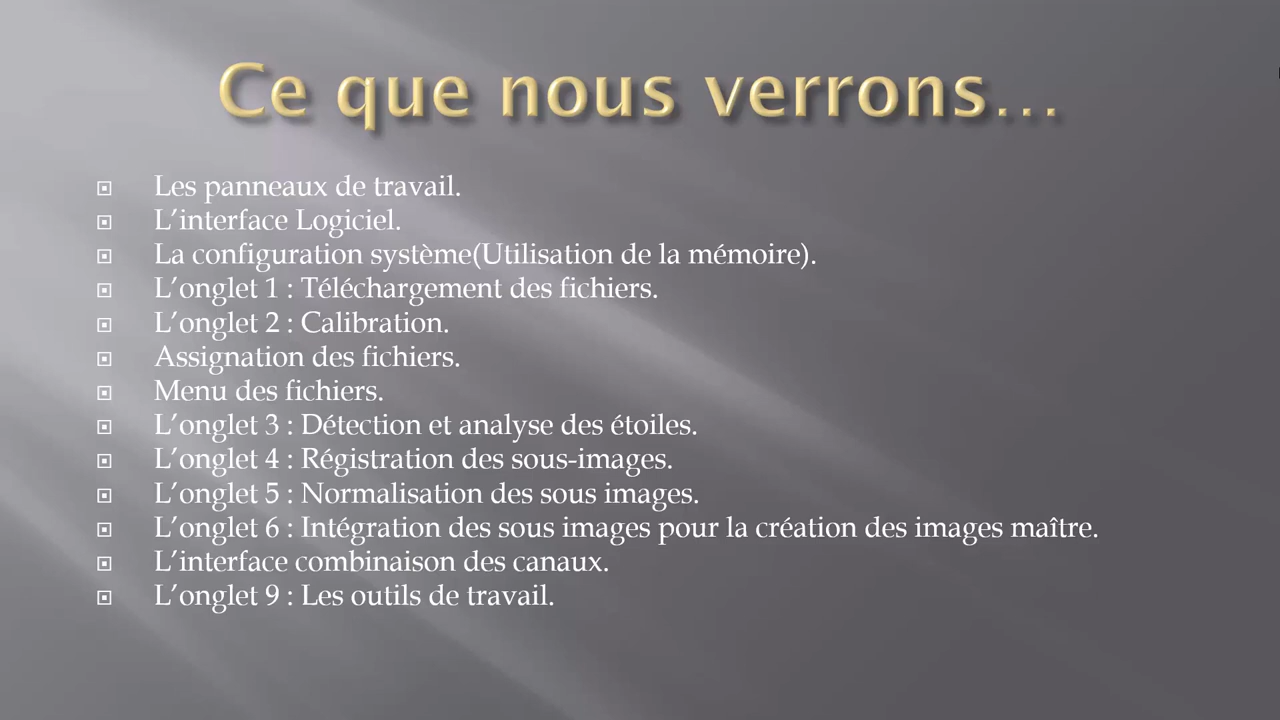 Ce que nous verrons...
Les panneaux de travail.
L’interface Logiciel.
La configuration système(Utilisation de la mémoire).
L’onglet 1 : Téléchargement des fichiers.
L’onglet 2 : Calibration.
Assignation des fichiers.
Menu des fichiers.
L’onglet 3 : Détection et analyse des étoiles.
L’onglet 4 : Régistration des sous-images.
L’onglet 5 : Normalisation des sous images.
L’onglet 6 : Intégration des sous images pour la création des images maître.
L’interface combinaison des canaux.
L’onglet 9 : Les outils de travail.